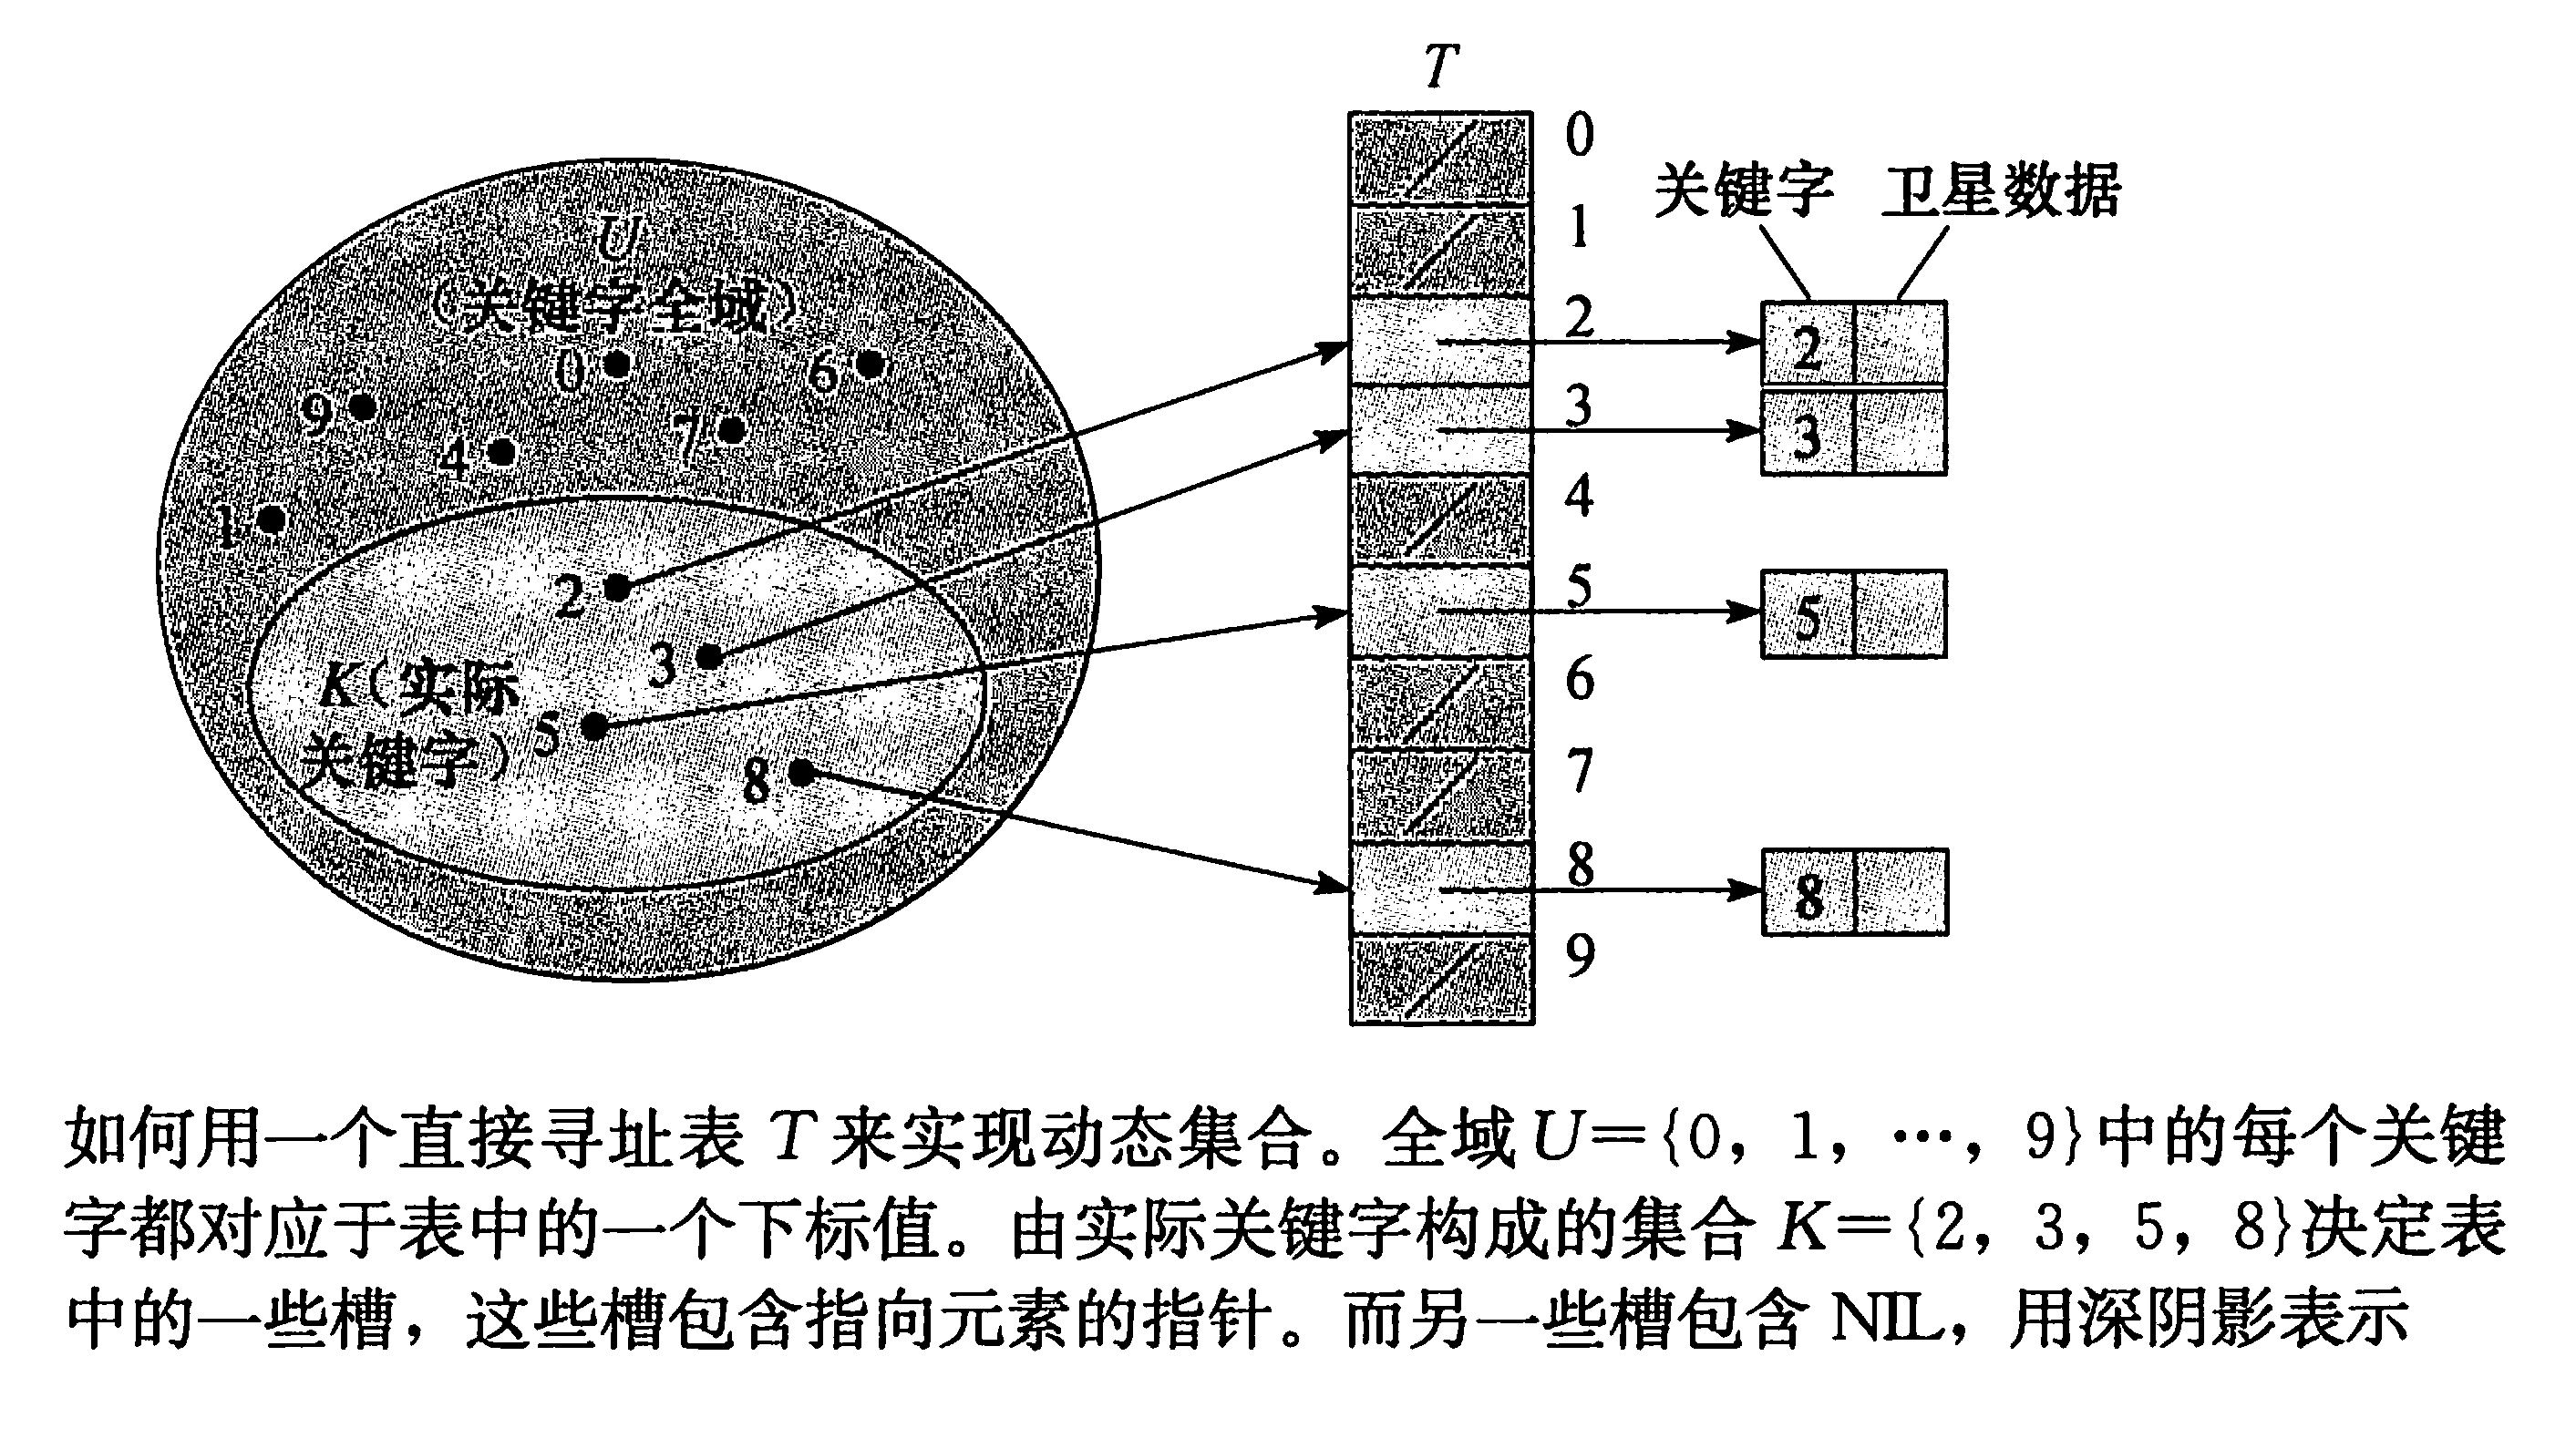 T
U
(关键字全域)
0
6
9
7
4
1
2
3
K(实际
关键字)
5
8
0
1
2
3
4
5
6
7
8
9
关键字 卫星数据
2
3
5
8
如何用一个直接寻址表 T 来实现动态集合。全域U={0，1，…，9}中的每个关键
字都对应于表中的一个下标值。由实际关键字构成的集合 K={2，3，5，8}决定表
中的一些槽，这些槽包含指向元素的指针。而另一些槽包含 NIL，用深阴影表示